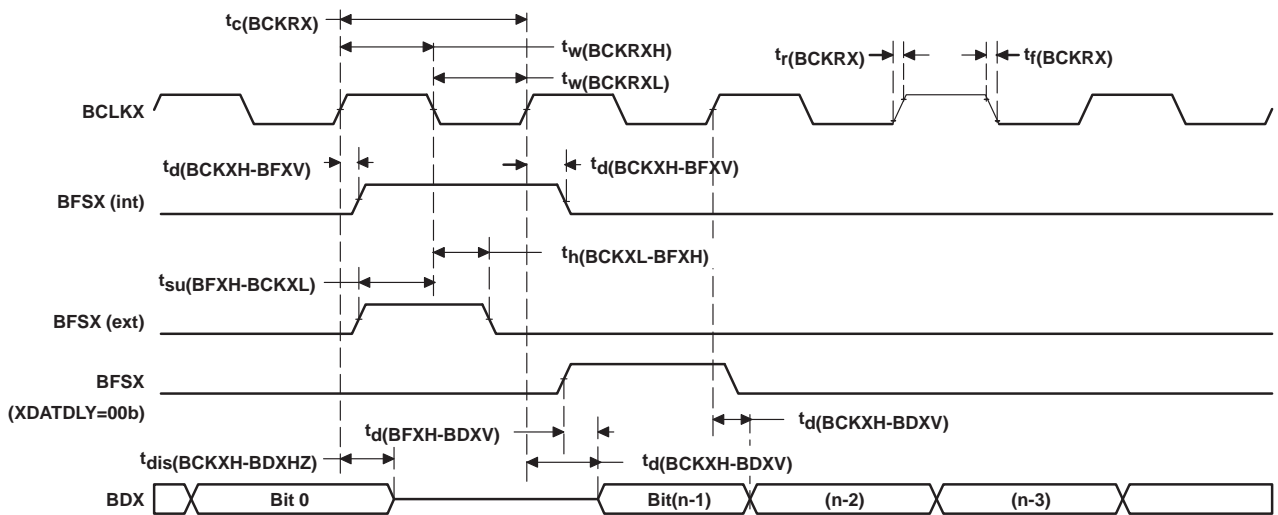 tc(BCKRX)
tw(BCKRXH)
tr(BCKRX)
tf(BCKRX)
tw(BCKRXL)
BCLKX
td(BCKXH-BFXV)
td(BCKXH-BFXV)
BFSX (int)
th(BCKXL-BFXH)
tsu(BFXH-BCKXL)
BFSX (ext)
BFSX
(XDATDLY=00b)
td(BCKXH-BDXV)
td(BFXH-BDXV)
tdis(BCKXH-BDXHZ)
td(BCKXH-BDXV)
BDX
Bit 0
Bit(n-1)
(n-2)
(n-3)